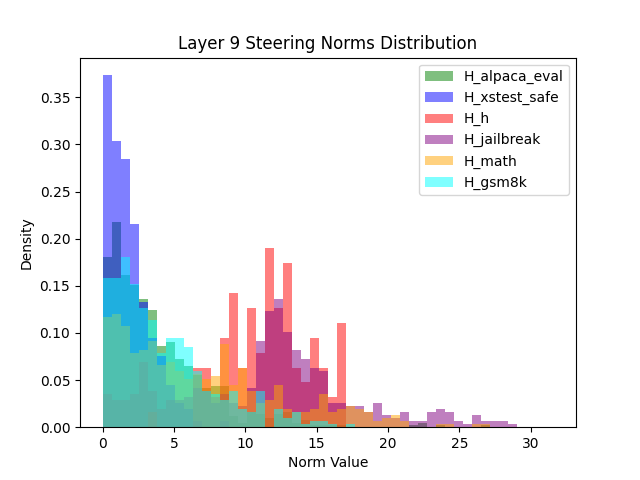 Layer 9 Steering Norms Distribution
H_alpaca_eval
H_xstest_safe
H_h
H_jailbreak
H_math
H_gsm8k
Density
0.35
0.30
0.25
0.20
0.15
0.10
0.05
0.00
0 5 10 15 20 25 30
Norm Value